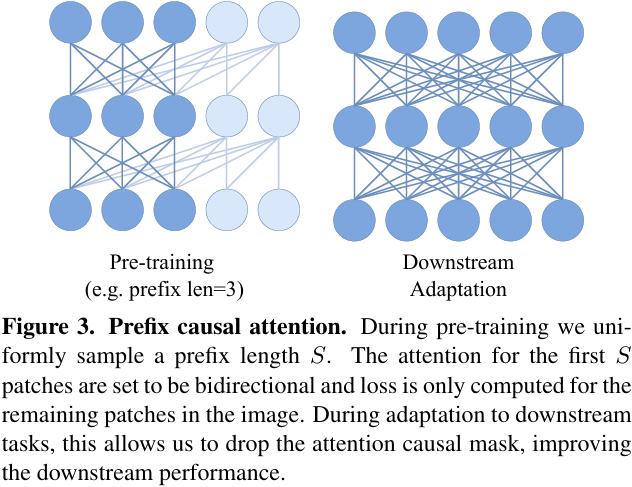 Pre-training
(e.g. prefix len=3)
Downstream
Adaptation
Figure 3. Prefix causal attention. During pre-training we uni-
formly sample a prefix length S. The attention for the first S
patches are set to be bidirectional and loss is only computed for the
remaining patches in the image. During adaptation to downstream
tasks, this allows us to drop the attention causal mask, improving
the downstream performance.